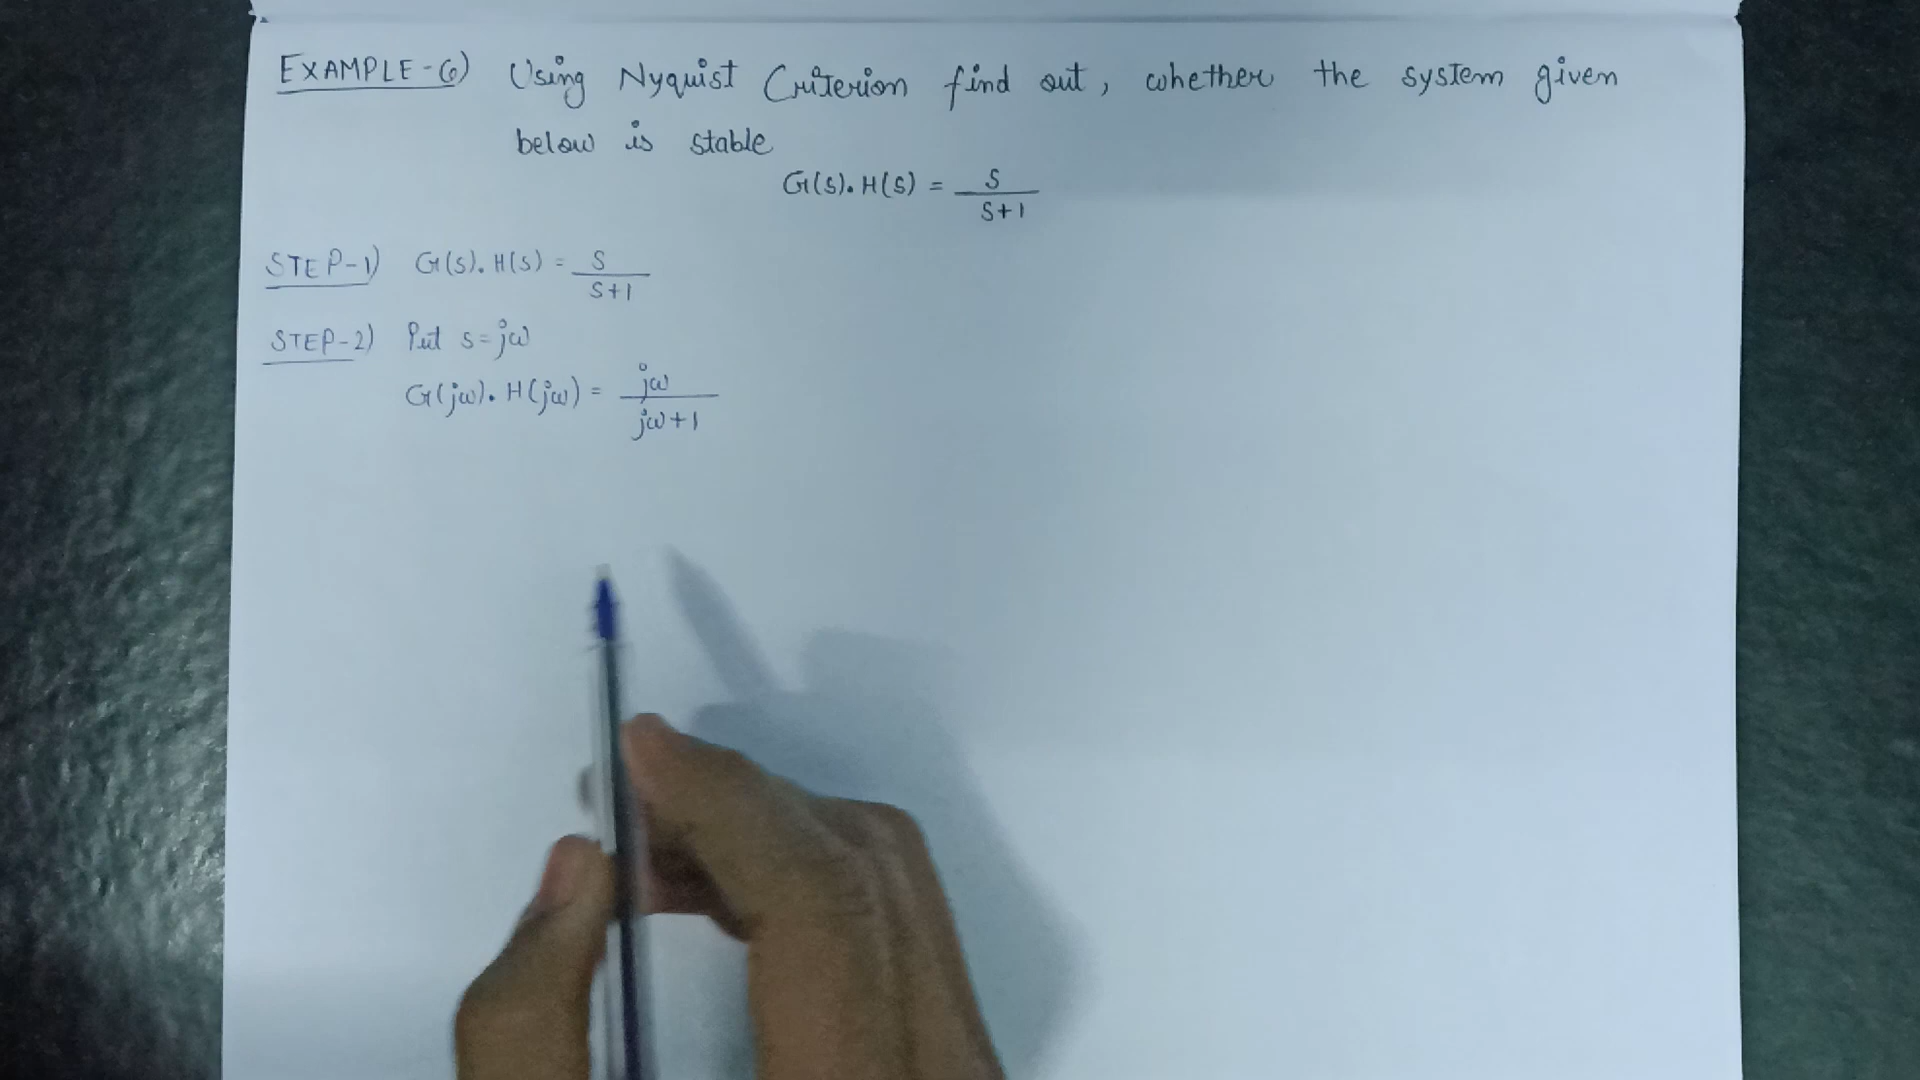 EXAMPLE-6) Using Nyquist Criterion find out, whether the system given
below is stable
G(s).H(s) = s/s+1
STEP-1) G(s).H(s) = s/s+1
STEP-2) Put s=jω
G(jω).H(jω) = jω/jω+1